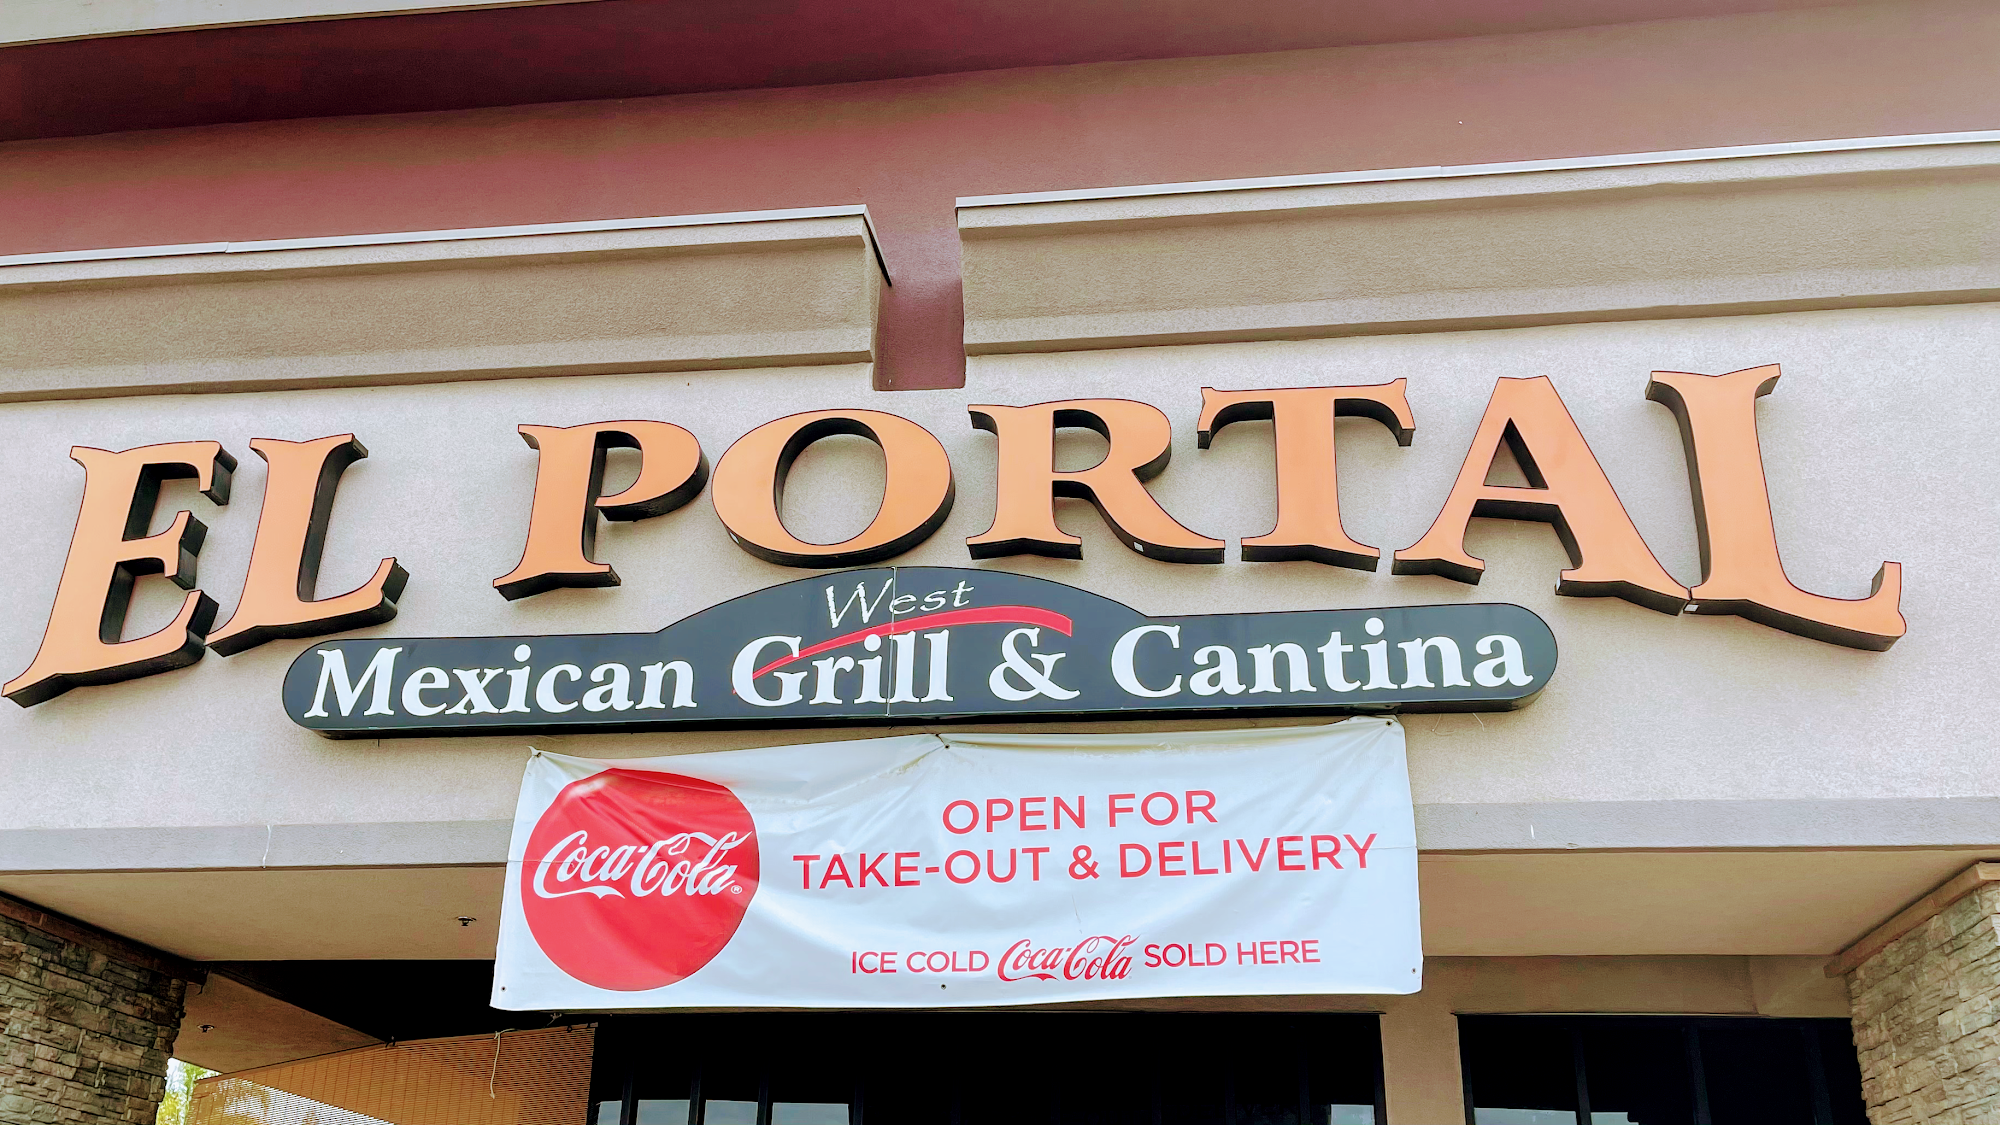 EL PORTAL
West
Mexican Grill & Cantina
Coca-Cola®
OPEN FOR
TAKE-OUT & DELIVERY
ICE COLD Coca-Cola SOLD HERE